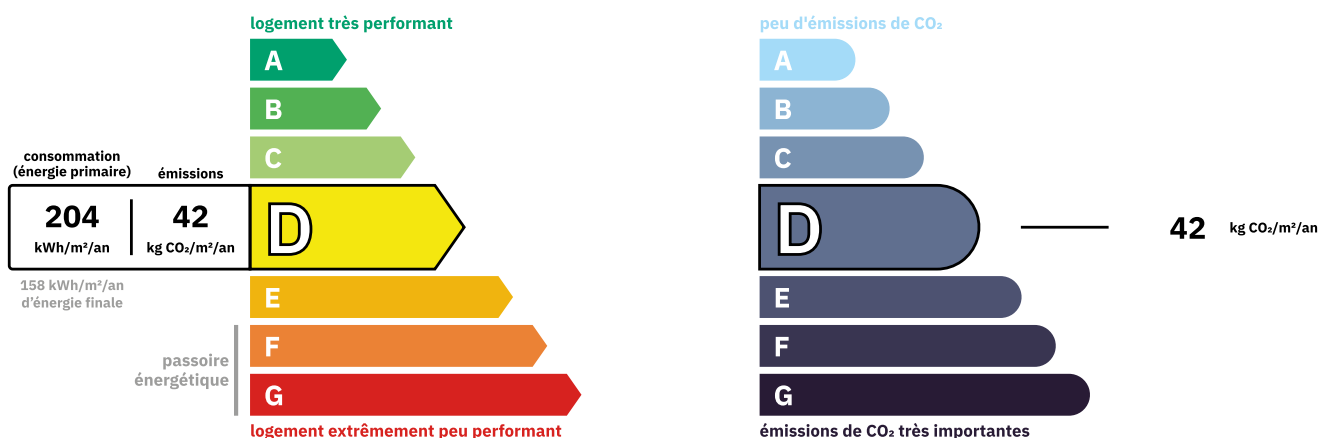 logement très performant
A
B
C
consommation
(énergie primaire)
émissions
204
kWh/m²/an
42
kg CO₂/m²/an
D
158 kWh/m²/an
d'énergie finale
E
passoire
énergétique
F
G
logement extrêmement peu performant
peu d'émissions de CO₂
A
B
C
D
42 kg CO₂/m²/an
E
F
G
émissions de CO₂ très importantes